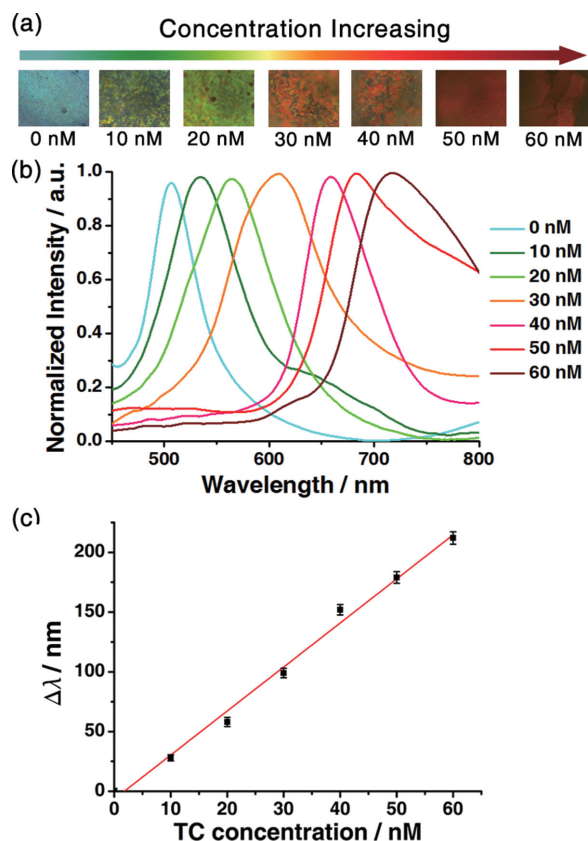 (a)
Concentration Increasing
0 nM 10 nM 20 nM 30 nM 40 nM 50 nM 60 nM
(b)
Normalized Intensity / a.u.
1.0
0.8
0.6
0.4
0.2
0.0
500 600 700 800
Wavelength / nm
0 nM
10 nM
20 nM
30 nM
40 nM
50 nM
60 nM
(c)
Δλ / nm
200
150
100
50
0
0 10 20 30 40 50 60
TC concentration / nM